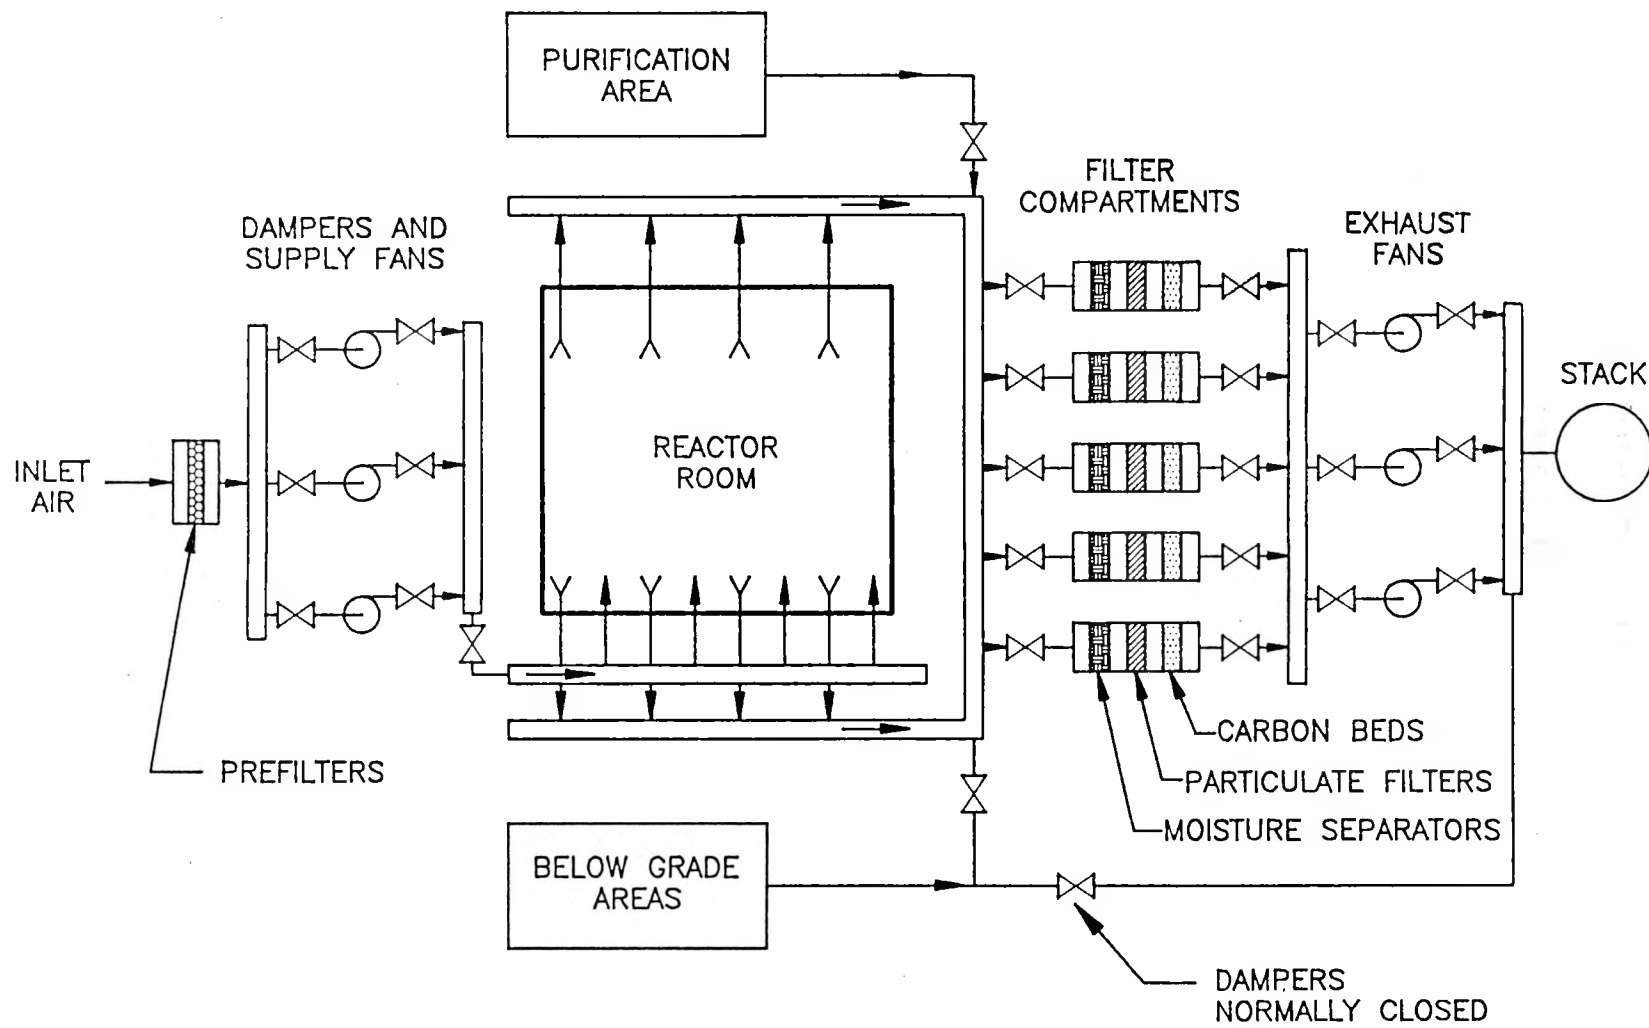 PURIFICATION
AREA
FILTER
COMPARTMENTS
DAMPERS AND
SUPPLY FANS
EXHAUST
FANS
STACK
REACTOR
ROOM
INLET
AIR
PREFILTERS
CARBON BEDS
PARTICULATE FILTERS
MOISTURE SEPARATORS
BELOW GRADE
AREAS
DAMPERS
NORMALLY CLOSED